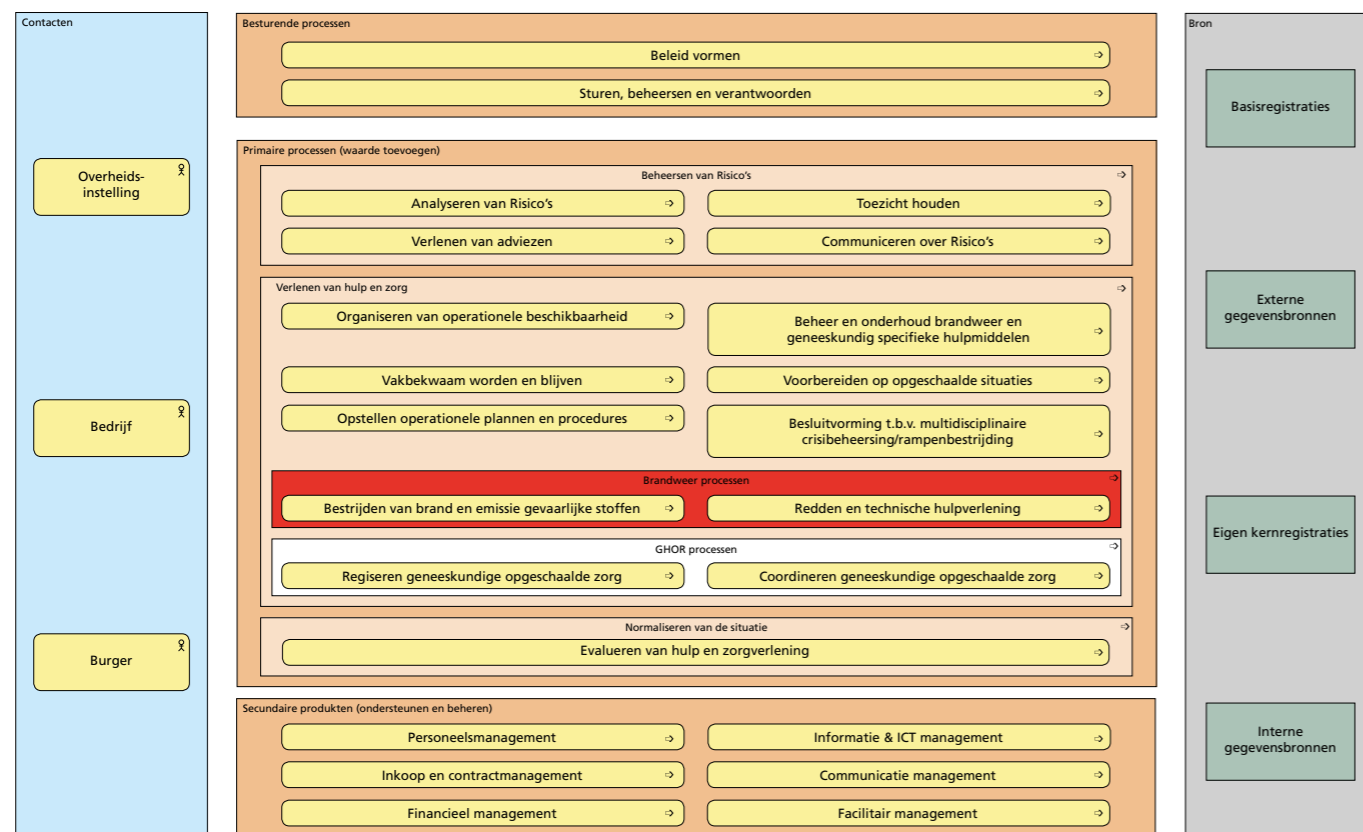 Contacten
Overheids-
instelling
Bedrijf
Burger
Besturende processen
Beleid vormen
Sturen, beheersen en verantwoorden
Primaire processen (waarde toevoegen)
Beheersen van Risico's
Analyseren van Risico's
Toezicht houden
Verlenen van adviezen
Communiceren over Risico's
Verlenen van hulp en zorg
Organiseren van operationele beschikbaarheid
Beheer en onderhoud brandweer en
geneeskundig specifieke hulpmiddelen
Vakbekwaam worden en blijven
Voorbereiden op opgeschaalde situaties
Opstellen operationele plannen en procedures
Besluitvorming t.b.v. multidisciplinaire
crisibeheersing/rampenbestrijding
Brandweer processen
Bestrijden van brand en emissie gevaarlijke stoffen
Redden en technische hulpverlening
GHOR processen
Regiseren geneeskundige opgeschaalde zorg
Coordineren geneeskundige opgeschaalde zorg
Normaliseren van de situatie
Evalueren van hulp en zorgverlening
Secundaire produkten (ondersteunen en beheren)
Personeelsmanagement
Informatie & ICT management
Inkoop en contractmanagement
Communicatie management
Financieel management
Facilitair management
Bron
Basisregistraties
Externe
gegevensbronnen
Eigen kernregistraties
Interne
gegevensbronnen